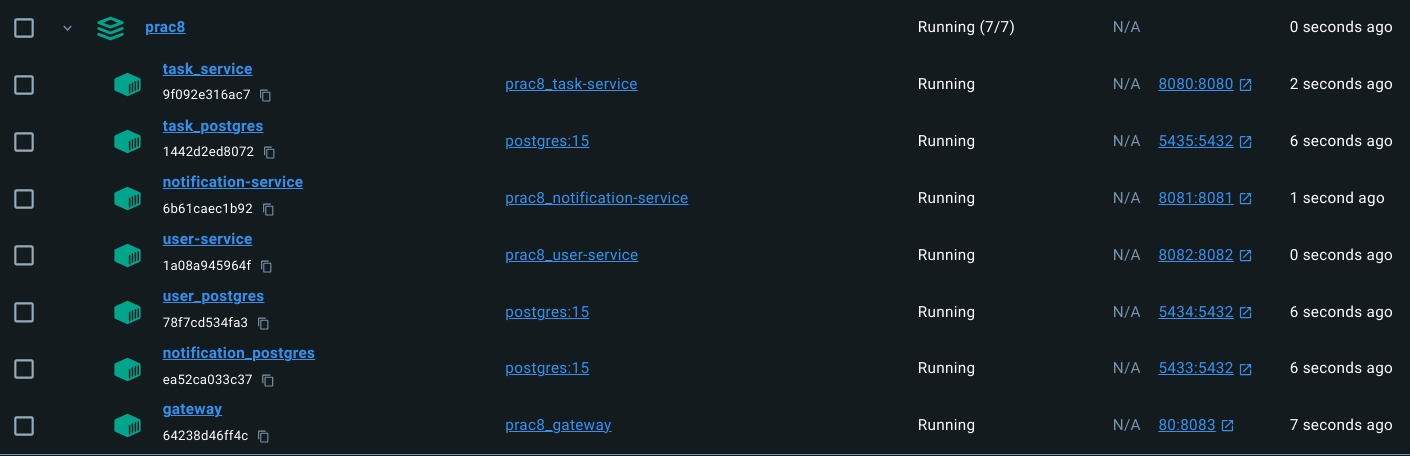 prac8 Running (7/7) N/A 0 seconds ago
task_service
9f092e316ac7 prac8_task-service Running N/A 8080:8080 2 seconds ago
task_postgres
1442d2ed8072 postgres:15 Running N/A 5435:5432 6 seconds ago
notification-service
6b61caec1b92 prac8_notification-service Running N/A 8081:8081 1 second ago
user-service
1a08a945964f prac8_user-service Running N/A 8082:8082 0 seconds ago
user_postgres
78f7cd534fa3 postgres:15 Running N/A 5434:5432 6 seconds ago
notification_postgres
ea52ca033c37 postgres:15 Running N/A 5433:5432 6 seconds ago
gateway
64238d46ff4c prac8_gateway Running N/A 80:8083 7 seconds ago